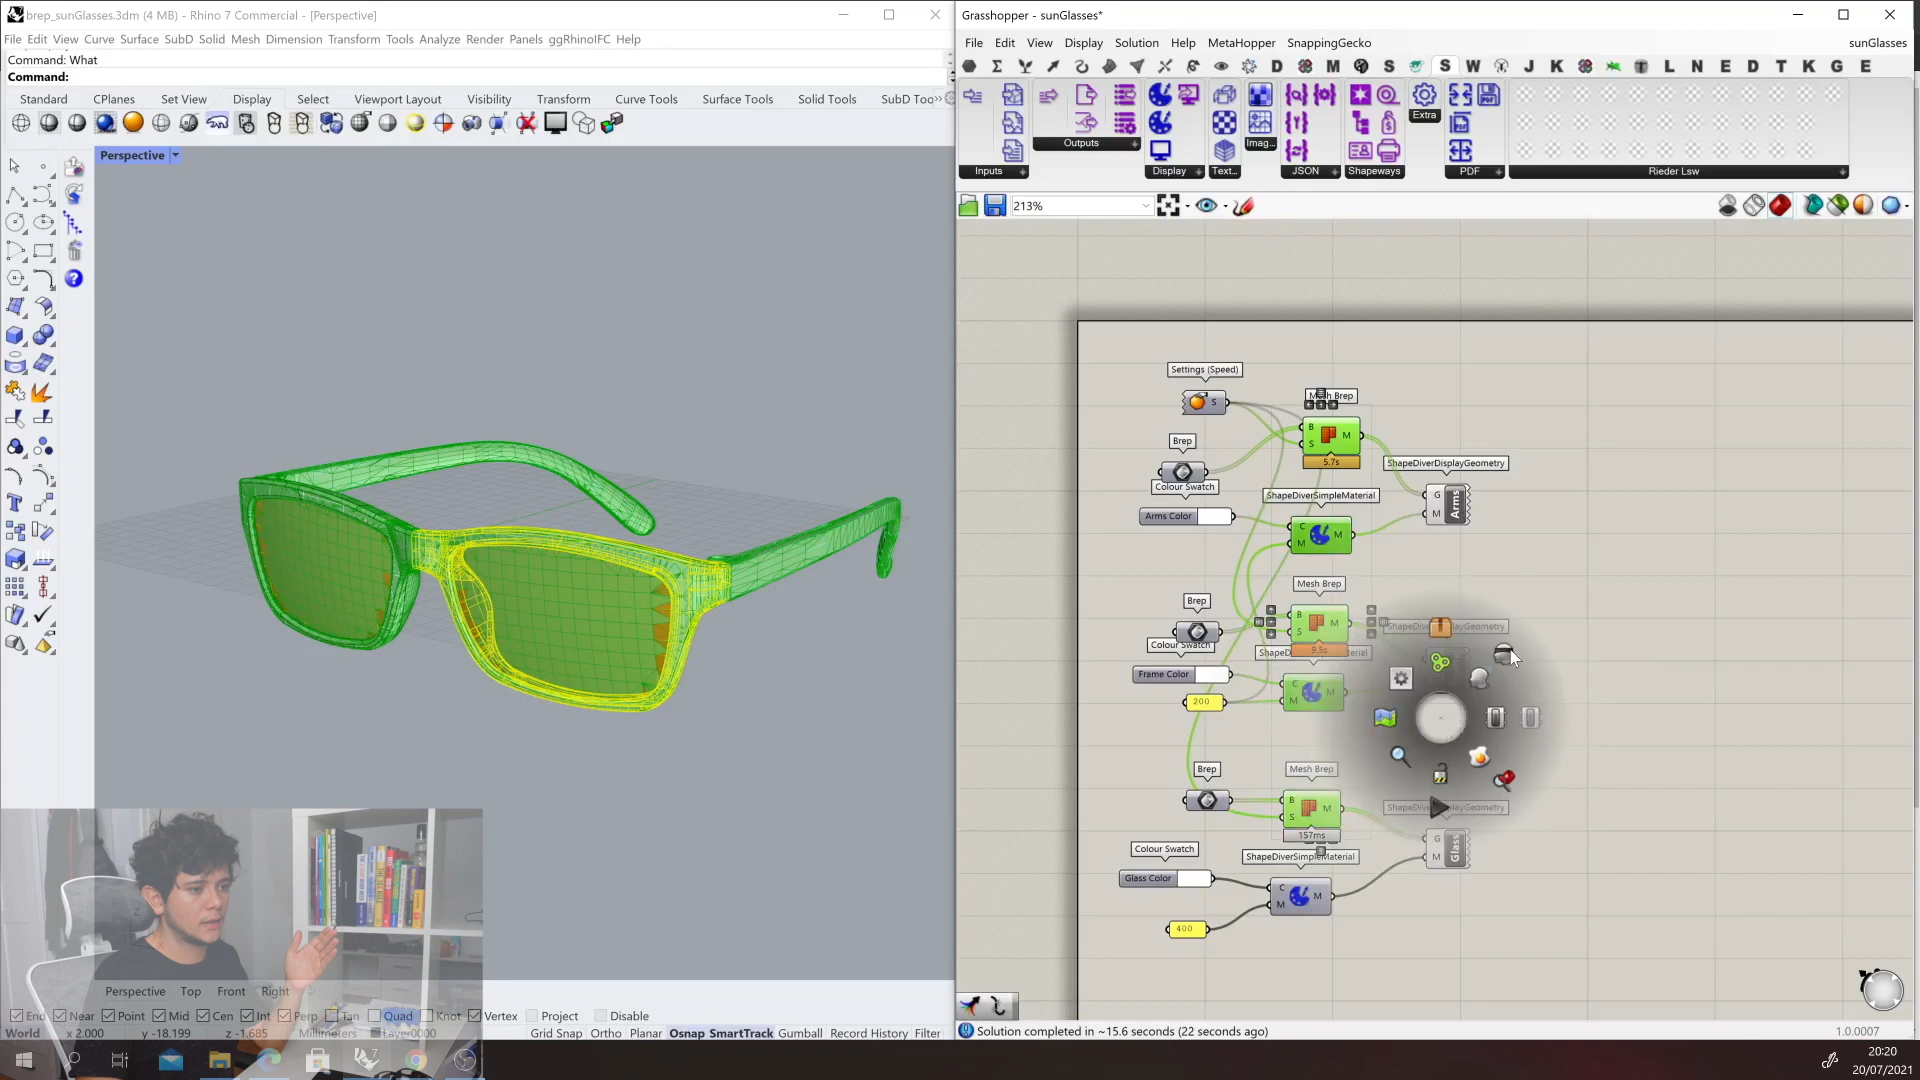 brep_sunGlasses.3dm (4 MB) - Rhino 7 Commercial - [Perspective]
File Edit View Curve Surface SubD Solid Mesh Dimension Transform Tools Analyze Render Panels ggRhinoIFC Help
Command: What
Command:
Standard CPlanes Set View Display Select Viewport Layout Visibility Transform Curve Tools Surface Tools Solid Tools SubD Too»
Perspective
Perspective Top Front Right
End Near Point Mid Cen Int Perp Tan Quad Knot Vertex Project Disable
World x 2.000 y -18.199 z -1.685 Millimeters Layer0000 Grid Snap Ortho Planar Osnap SmartTrack Gumball Record History Filter
Grasshopper - sunGlasses*
File Edit View Display Solution Help MetaHopper SnappingGecko sunGlasses
D M S S W J K L N E D T K G E
Extra
Outputs Imag...
Inputs Display Text... JSON Shapeways PDF Rieder Lsw
213%
Settings (Speed)
S
Mesh Brep
B S M
5.7s
Brep
Colour Swatch
Arms Color
ShapeDiverSimpleMaterial
C M M
ShapeDiverDisplayGeometry
G M Arms
Mesh Brep
B S M
9.5s
Brep
Colour Swatch
Frame Color
200
C M M
Brep
Mesh Brep
B S M
157ms
ShapeDiverDisplayGeometry
G M Glass
Colour Swatch
Glass Color
ShapeDiverSimpleMaterial
C M M
400
Solution completed in ~15.6 seconds (22 seconds ago)
1.0.0007
20:20
20/07/2021